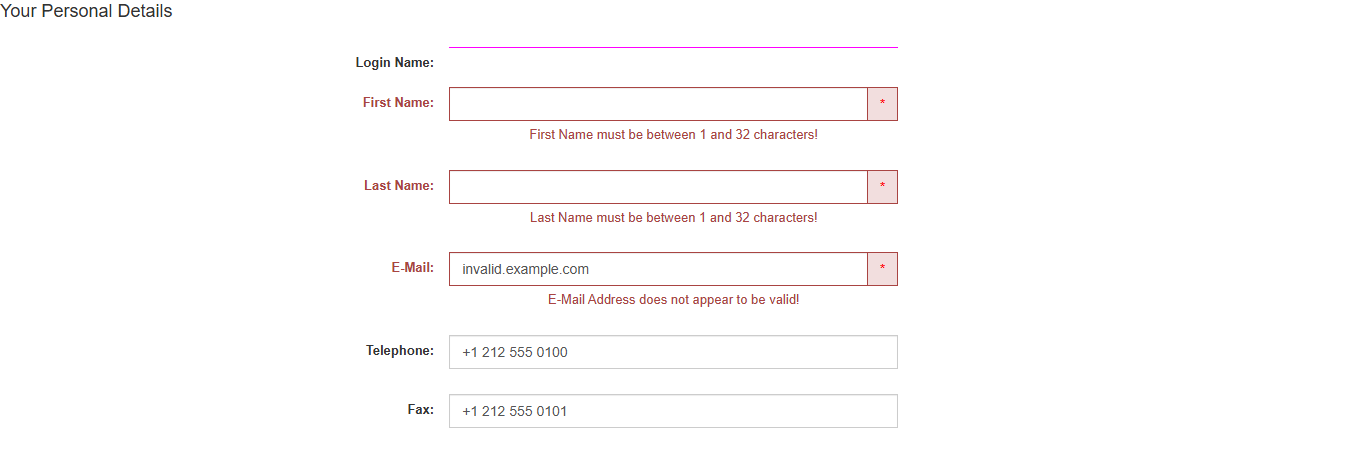 Your Personal Details
Login Name:
First Name: *
First Name must be between 1 and 32 characters!
Last Name: *
Last Name must be between 1 and 32 characters!
E-Mail: invalid.example.com *
E-Mail Address does not appear to be valid!
Telephone: +1 212 555 0100
Fax: +1 212 555 0101